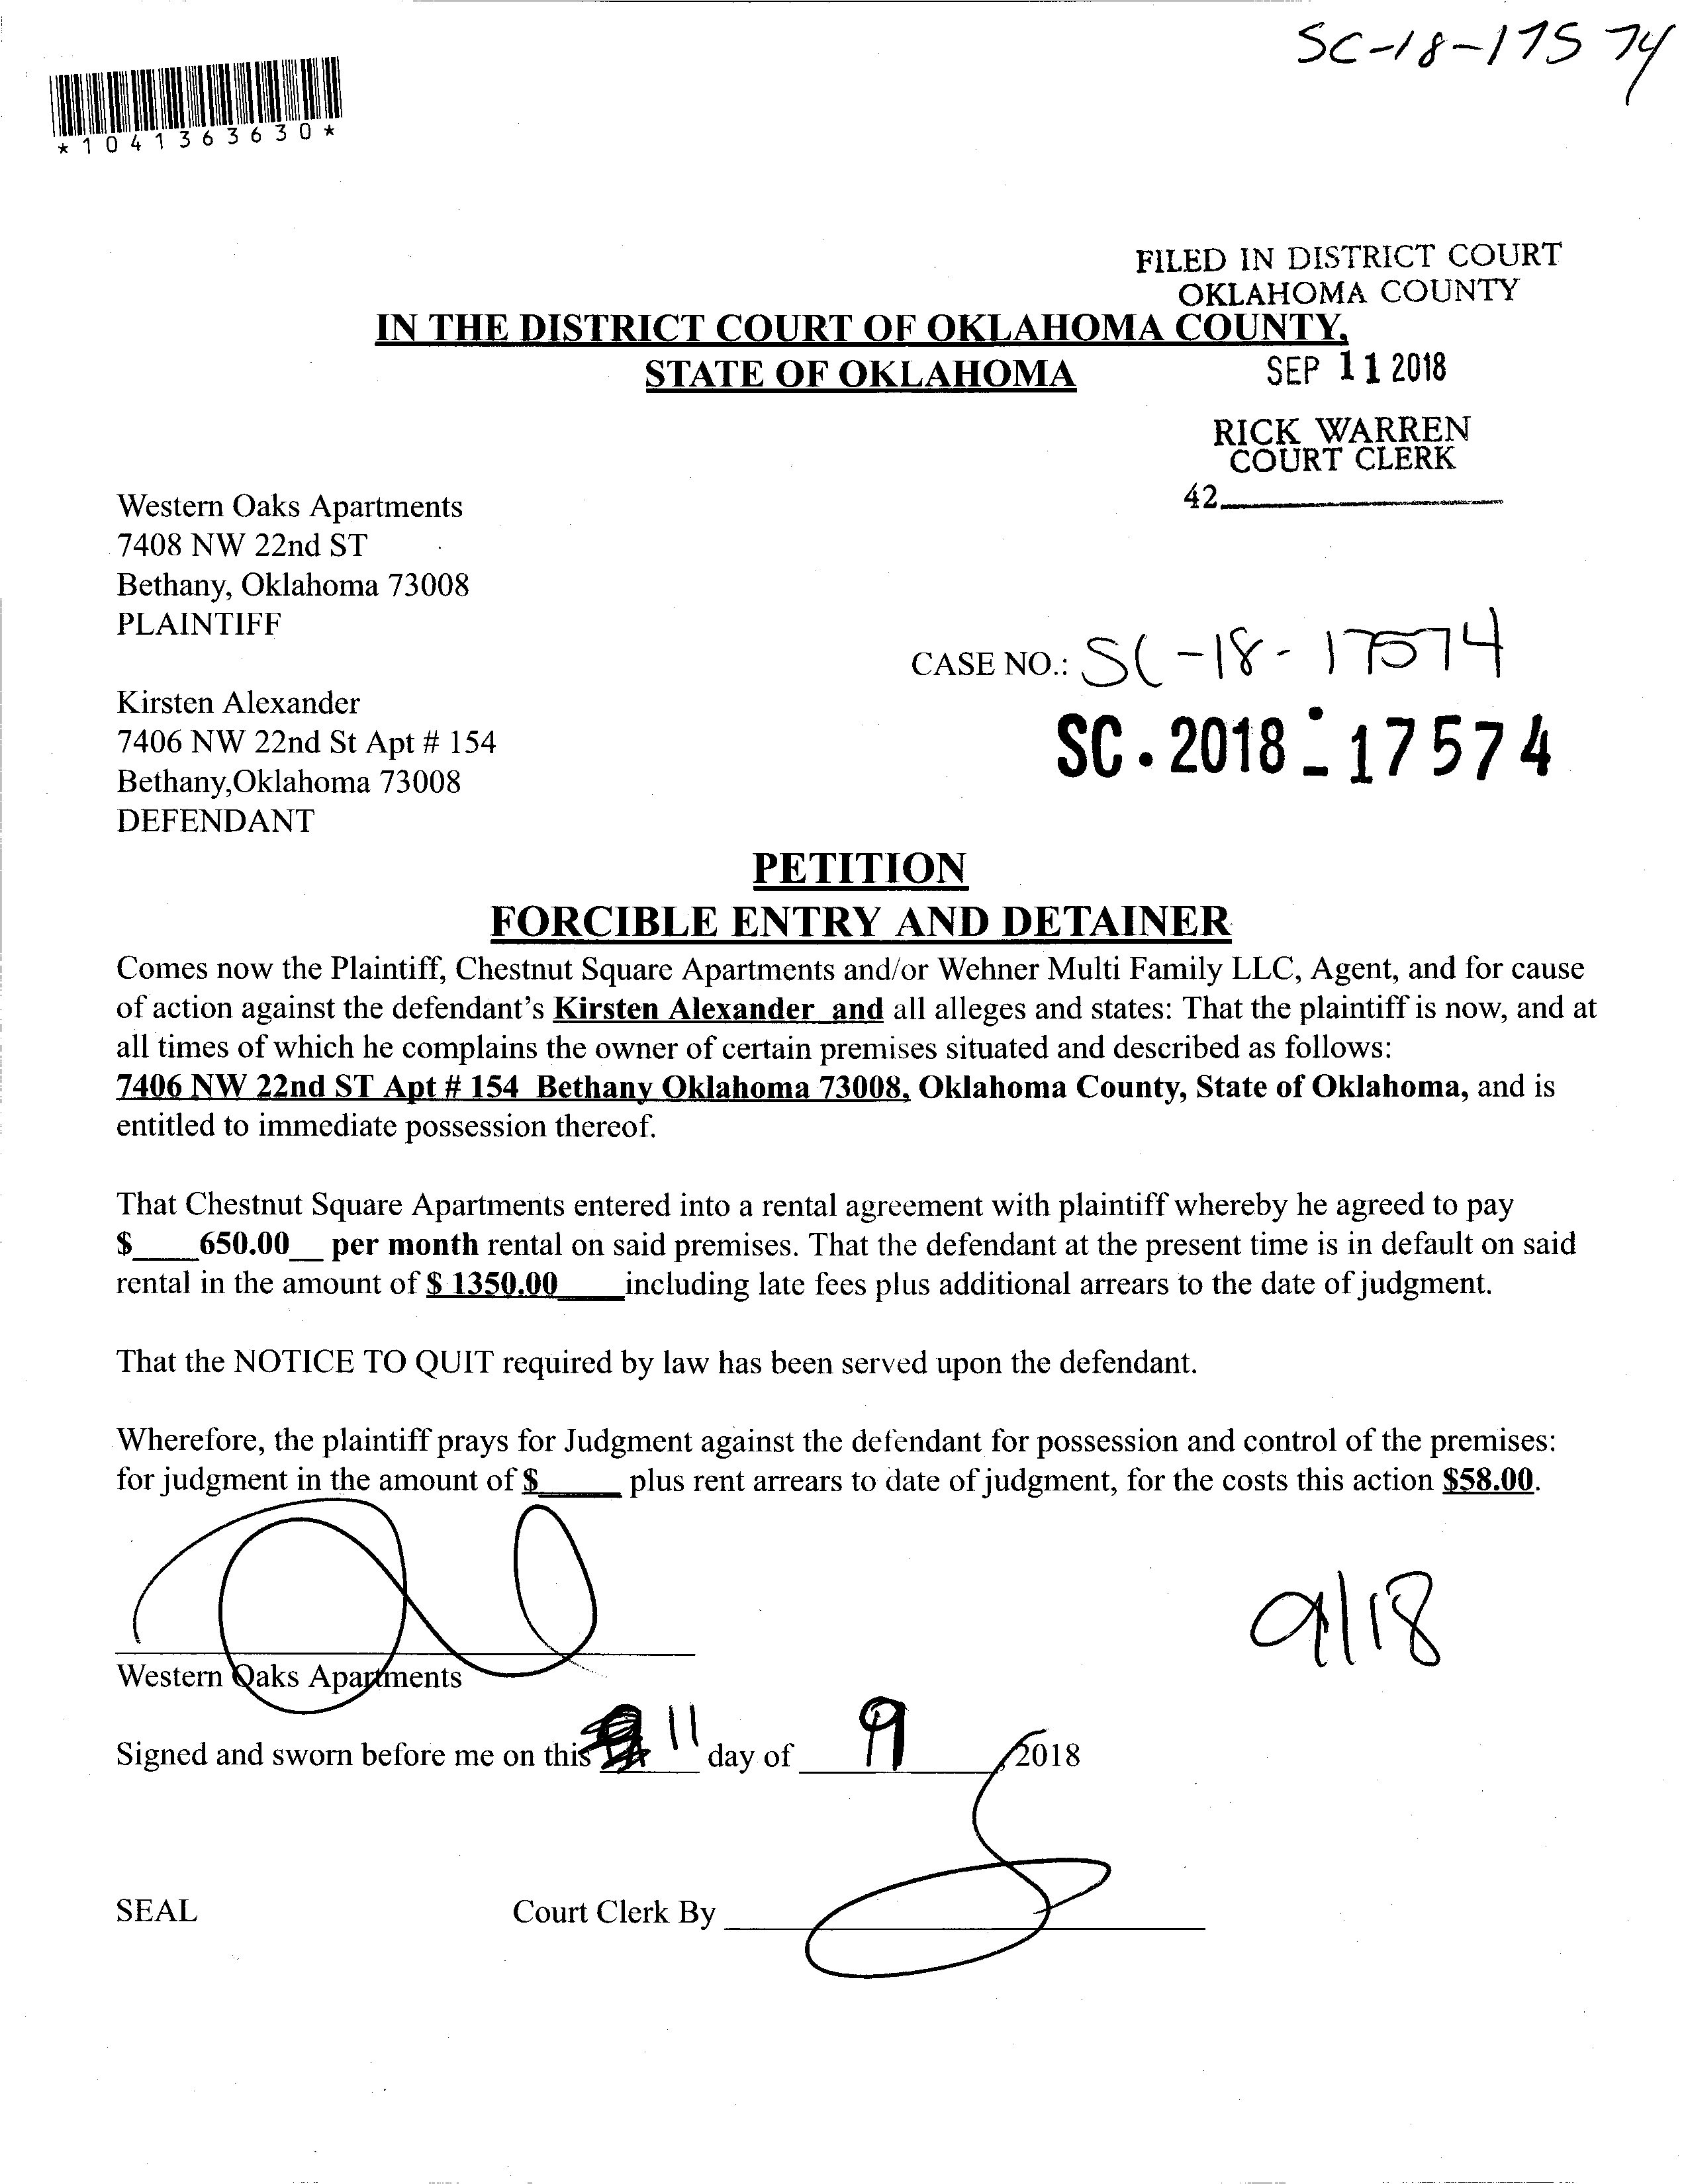 SC-18-17574
*1041363630*
FILED IN DISTRICT COURT
OKLAHOMA COUNTY
IN THE DISTRICT COURT OF OKLAHOMA COUNTY,
STATE OF OKLAHOMA
SEP 11 2018
RICK WARREN
COURT CLERK
42
Western Oaks Apartments
7408 NW 22nd ST
Bethany, Oklahoma 73008
PLAINTIFF
CASE NO.: SC-18-17574
Kirsten Alexander
7406 NW 22nd St Apt # 154
SC-2018-17574
Bethany,Oklahoma 73008
DEFENDANT
PETITION
FORCIBLE ENTRY AND DETAINER
Comes now the Plaintiff, Chestnut Square Apartments and/or Wehner Multi Family LLC, Agent, and for cause
of action against the defendant's Kirsten Alexander and all alleges and states: That the plaintiff is now, and at
all times of which he complains the owner of certain premises situated and described as follows:
7406 NW 22nd ST Apt # 154 Bethany Oklahoma 73008, Oklahoma County, State of Oklahoma, and is
entitled to immediate possession thereof.
That Chestnut Square Apartments entered into a rental agreement with plaintiff whereby he agreed to pay
$____650.00__ per month rental on said premises. That the defendant at the present time is in default on said
rental in the amount of $ 1350.00____including late fees plus additional arrears to the date of judgment.
That the NOTICE TO QUIT required by law has been served upon the defendant.
Wherefore, the plaintiff prays for Judgment against the defendant for possession and control of the premises:
for judgment in the amount of $_____ plus rent arrears to date of judgment, for the costs this action $58.00.
9/18
Western Oaks Apartments
Signed and sworn before me on this 11 day of 9, 2018
SEAL
Court Clerk By